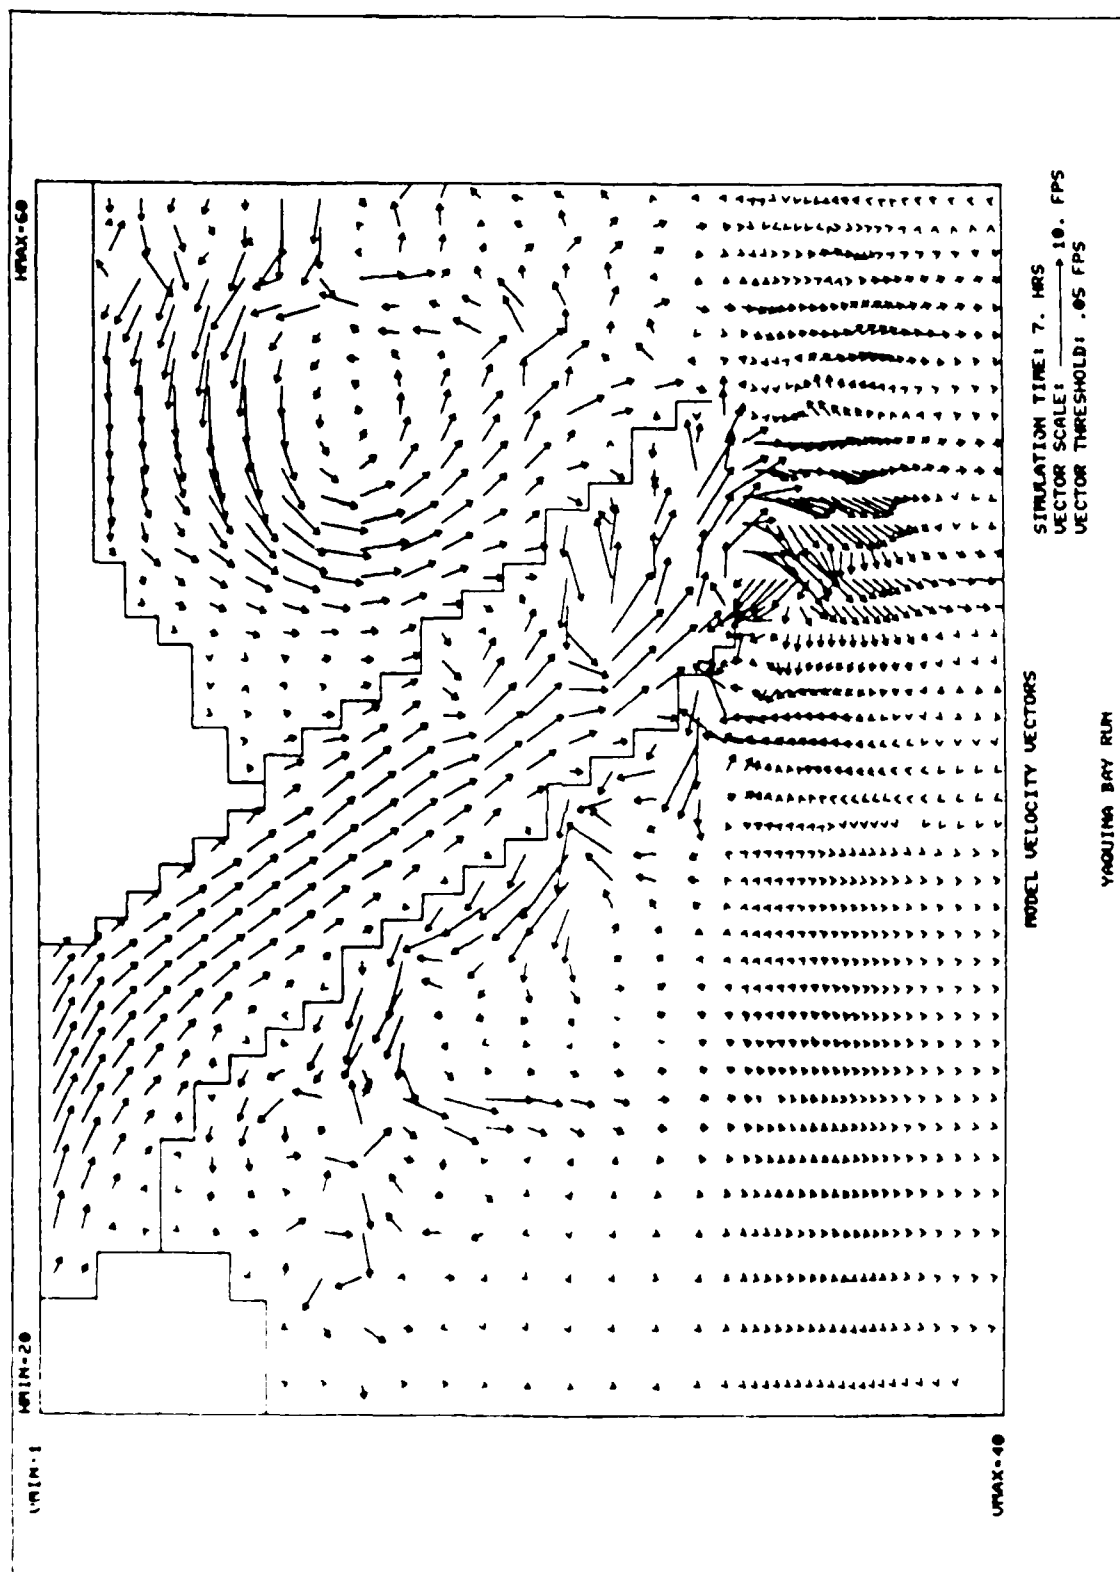 VMIN=1
HMIN=20
HMAX=60
VMAX=40
MODEL VELOCITY VECTORS
YAQUINA BAY RUN
SIMULATION TIME: 7. HRS
VECTOR SCALE: 10. FPS
VECTOR THRESHOLD: .05 FPS